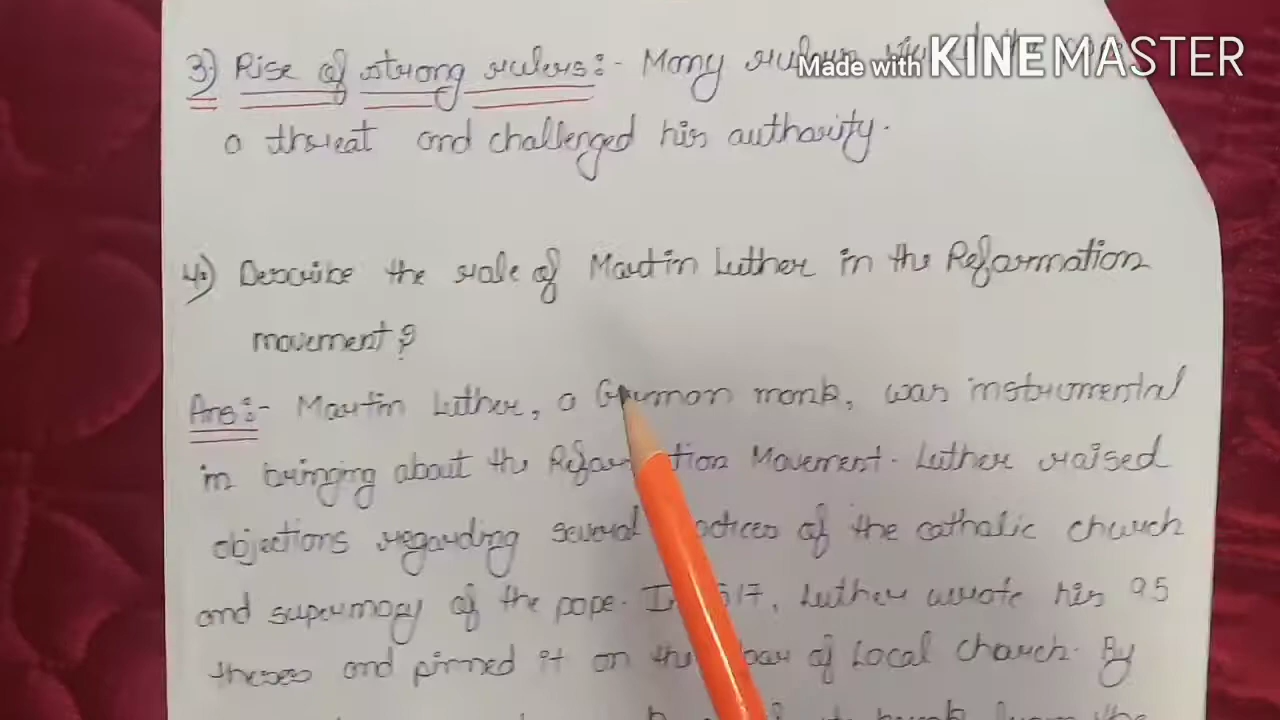 3) Rise of strong rulers:- Many
Made with KINEMASTER
a threat and challenged his authority.
4.) Describe the role of Martin Luther in the Reformation
movement?
Ans:- Martin Luther, a German monk, was instrumental
in bringing about the Reformation Movement. Luther raised
objections regarding several practices of the catholic church
and supermacy of the pope. In 1517, Luther wrote his 95
theses and pinned it on the door of Local church. By